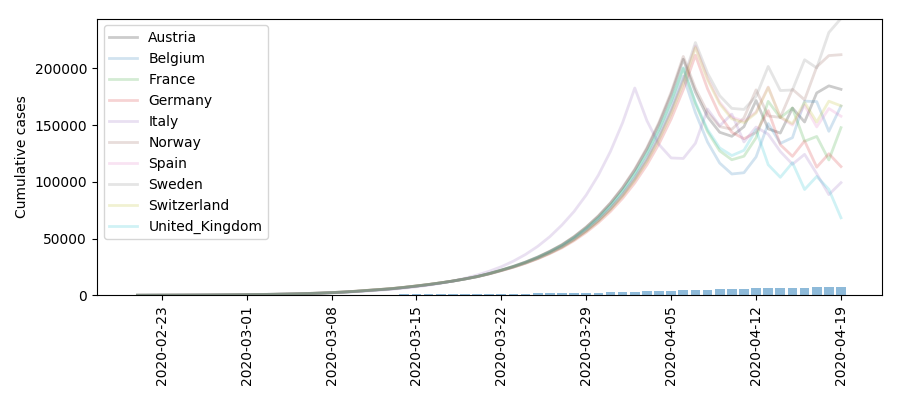 Cumulative cases
200000
150000
100000
50000
0
Austria
Belgium
France
Germany
Italy
Norway
Spain
Sweden
Switzerland
United_Kingdom
2020-02-23
2020-03-01
2020-03-08
2020-03-15
2020-03-22
2020-03-29
2020-04-05
2020-04-12
2020-04-19